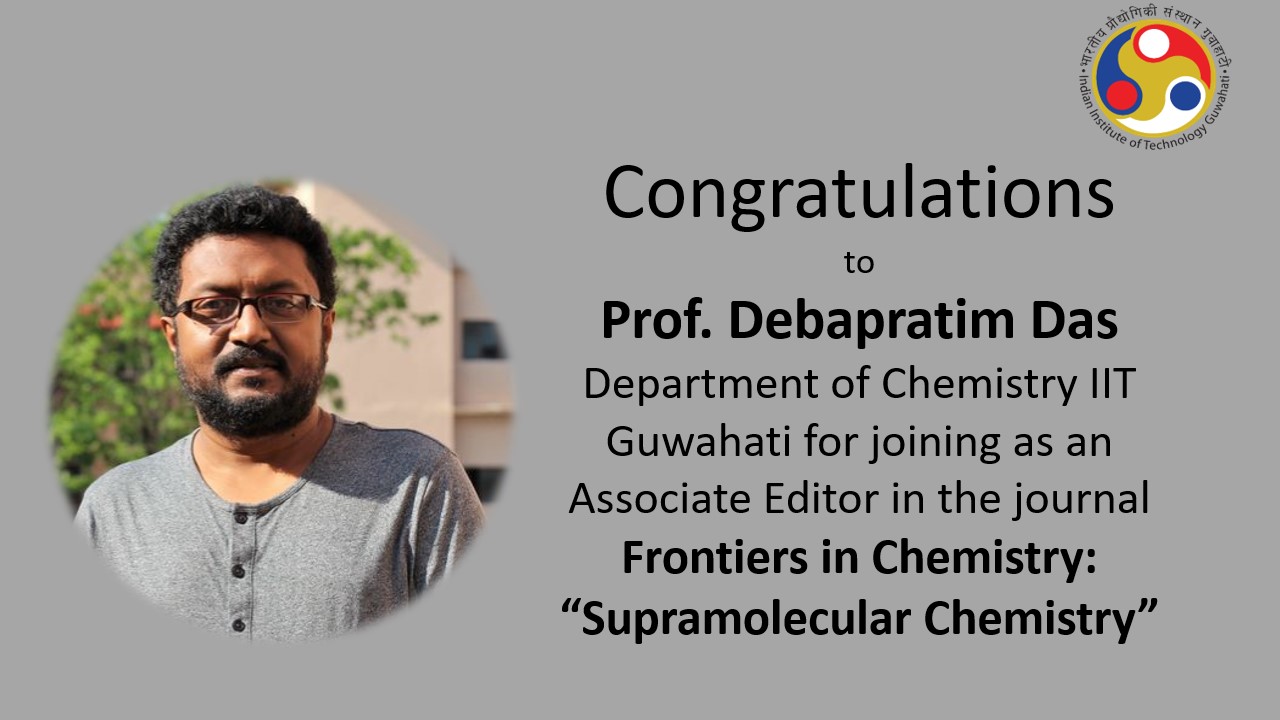 भारतीय प्रौद्योगिकी संस्थान गुवाहाटी
Indian Institute of Technology Guwahati
Congratulations
to
Prof. Debapratim Das
Department of Chemistry IIT
Guwahati for joining as an
Associate Editor in the journal
Frontiers in Chemistry:
“Supramolecular Chemistry”